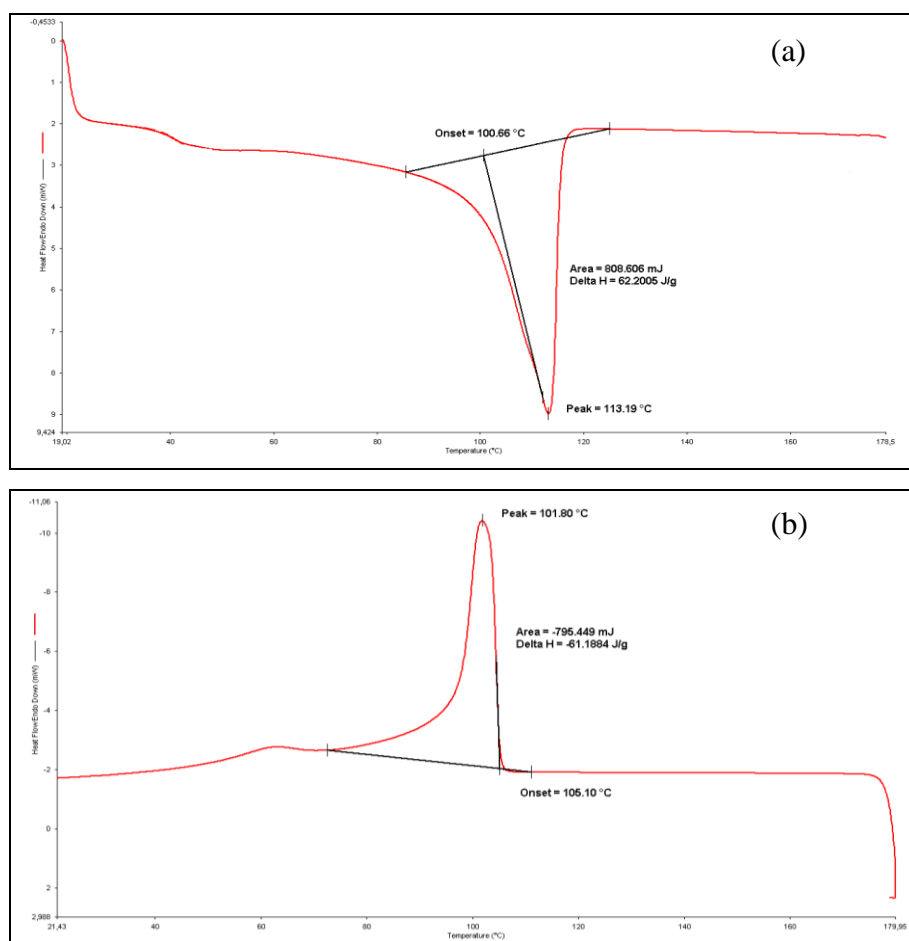 -0,4533
0
(a)
1
2
Onset = 100.66 °C
3
Heat Flow Endo Down (mW)
4
5
Area = 808.606 mJ
Delta H = 62.2005 J/g
6
7
8
9
Peak = 113.19 °C
9,424
19,02
40
60
80
100
120
140
160
178,5
Temperature (°C)
-11,06
Peak = 101.80 °C
(b)
-10
-8
Area = -795.449 mJ
Delta H = -61.1884 J/g
-6
Heat Flow Endo Down (mW)
-4
-2
Onset = 105.10 °C
0
2
2,988
21,43
40
60
80
100
120
140
160
179,95
Temperature (°C)